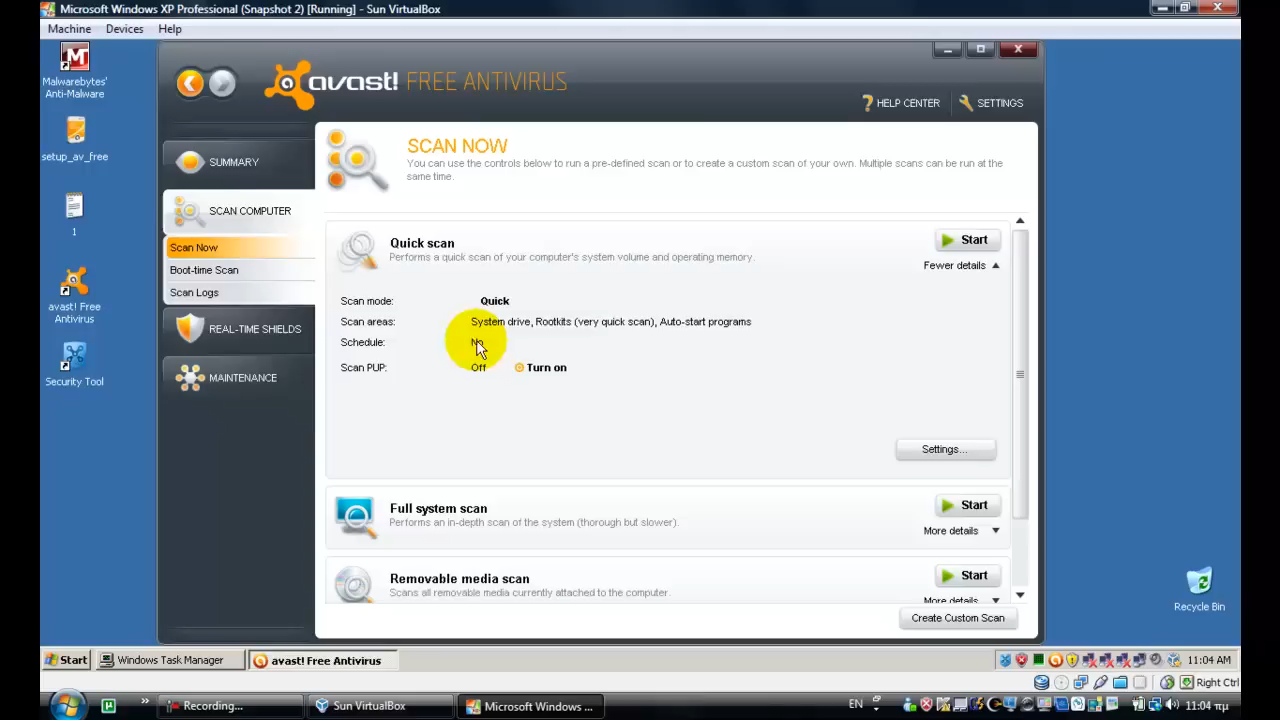 Microsoft Windows XP Professional (Snapshot 2) [Running] - Sun VirtualBox
Machine Devices Help
Malwarebytes'
Anti-Malware
setup_av_free
1
avast! Free
Antivirus
Security Tool
avast! FREE ANTIVIRUS
? HELP CENTER
SETTINGS
SUMMARY
SCAN COMPUTER
Scan Now
Boot-time Scan
Scan Logs
REAL-TIME SHIELDS
MAINTENANCE
SCAN NOW
You can use the controls below to run a pre-defined scan or to create a custom scan of your own. Multiple scans can be run at the
same time.
Quick scan
Performs a quick scan of your computer's system volume and operating memory.
Start
Fewer details
Scan mode: Quick
Scan areas: System drive, Rootkits (very quick scan), Auto-start programs
Schedule: No
Scan PUP: Off Turn on
Settings...
Full system scan
Performs an in-depth scan of the system (thorough but slower).
Start
More details
Removable media scan
Scans all removable media currently attached to the computer.
Start
More details
Create Custom Scan
Recycle Bin
Start Windows Task Manager avast! Free Antivirus 11:04 AM
Right Ctrl
Recording... Sun VirtualBox Microsoft Windows ... EN 11:04 πμ